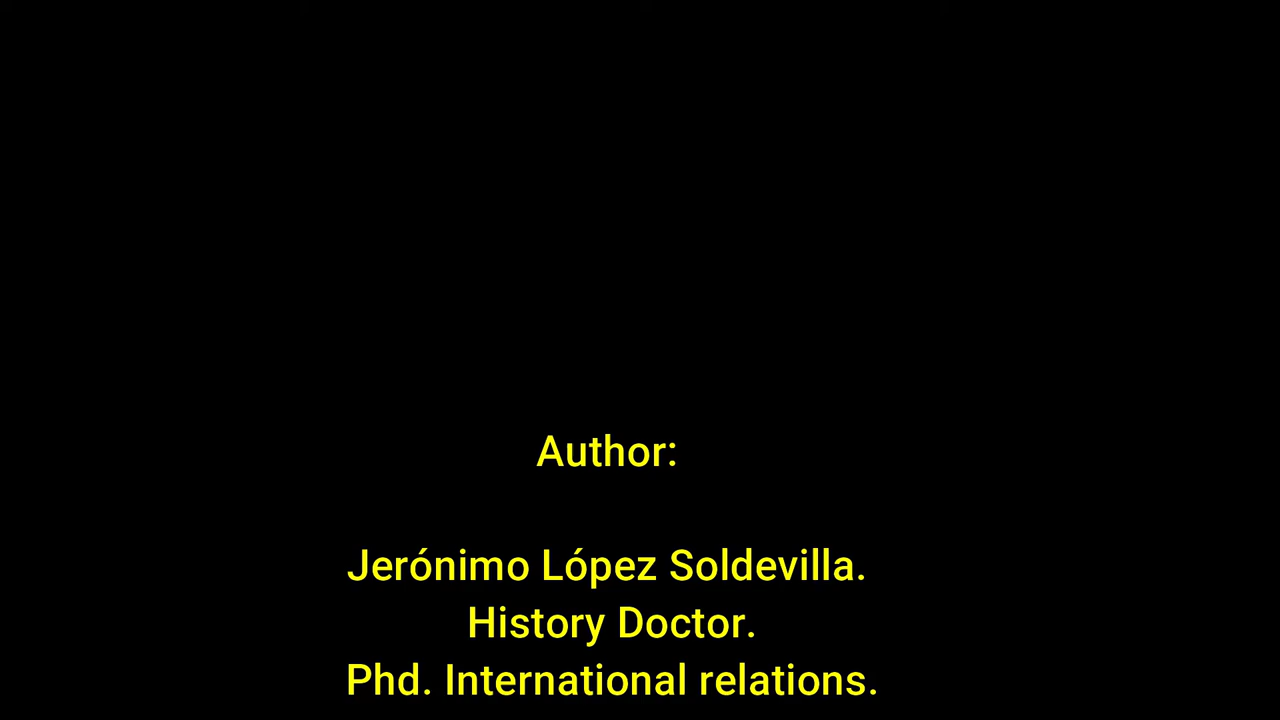 Author:
Jerónimo López Soldevilla.
History Doctor.
Phd. International relations.